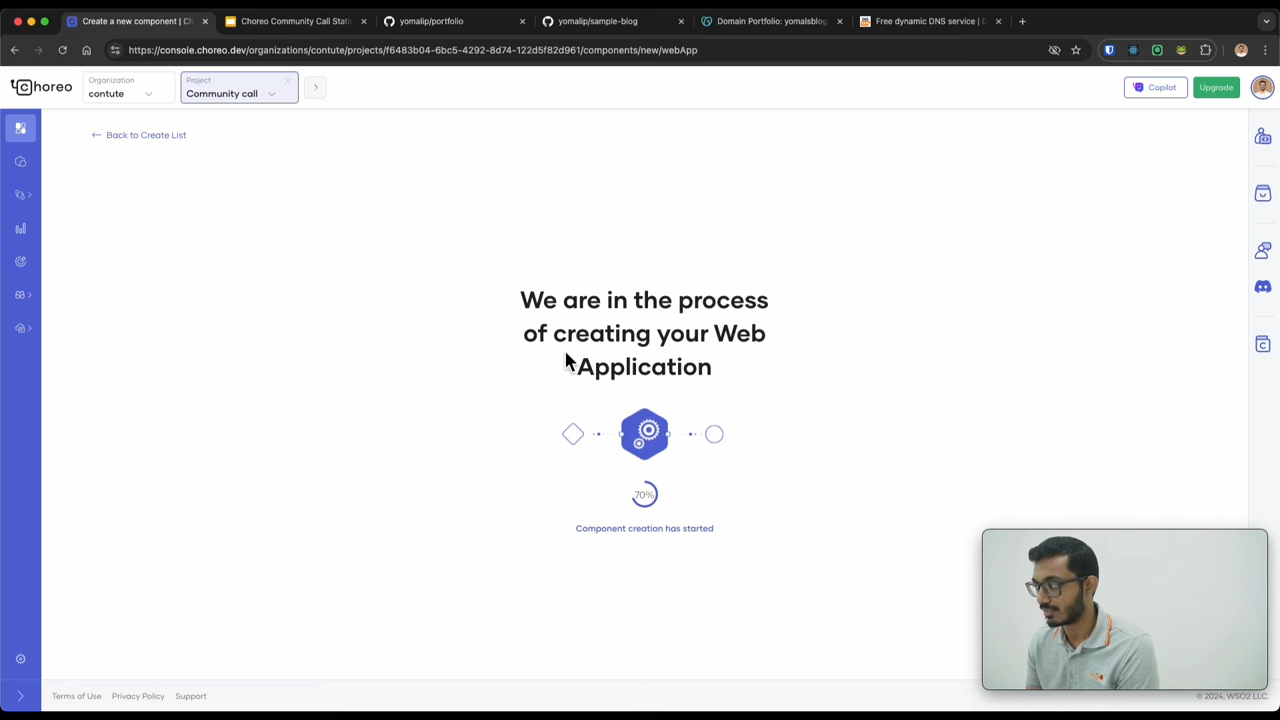 Create a new component | Ch
Choreo Community Call Stati
yomalip/portfolio
yomalip/sample-blog
Domain Portfolio: yomalsblog
Free dynamic DNS service | D
https://console.choreo.dev/organizations/contute/projects/f6483b04-6bc5-4292-8d74-122d5f82d961/components/new/webApp
Choreo
Organization
contute
Project
Community call
Copilot
Upgrade
Back to Create List
We are in the process
of creating your Web
Application
70%
Component creation has started
Terms of Use
Privacy Policy
Support
© 2024, WSO2 LLC.